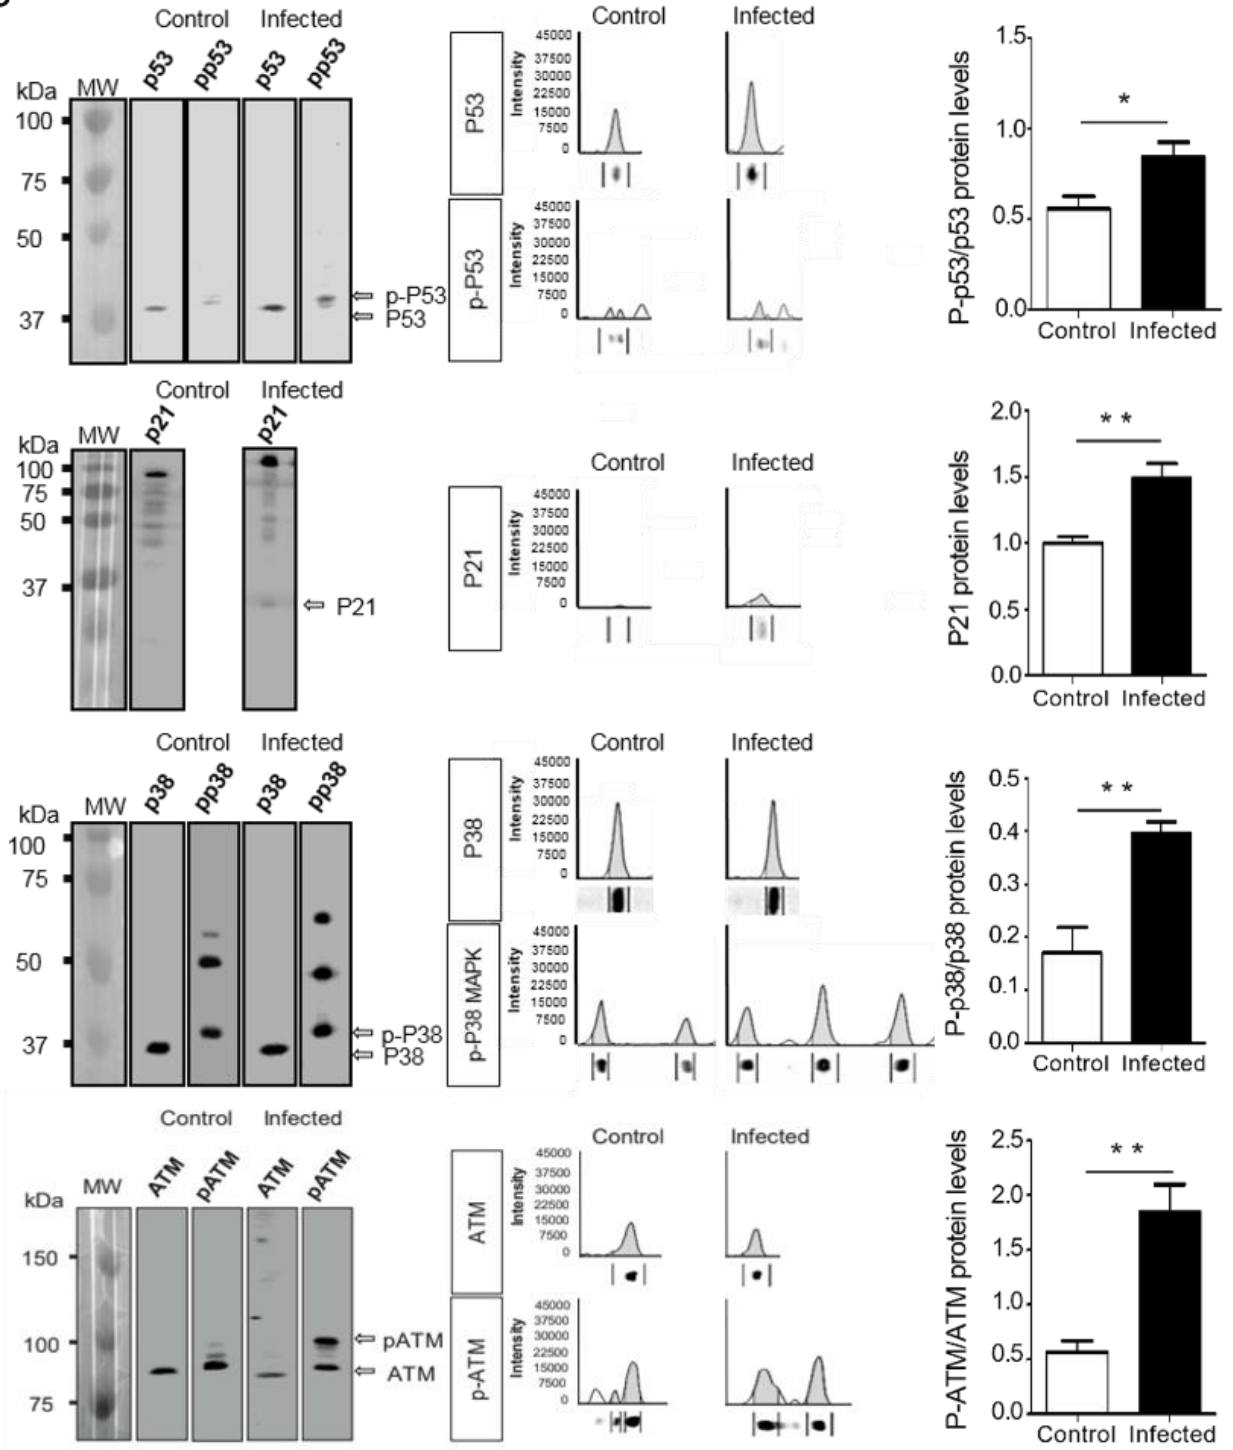 Control Infected
p53 pp53 p53 pp53
kDa MW
100
75
50
37
p-P53
P53
Control Infected
P53
Intensity
45000
37500
30000
22500
15000
7500
0
p-P53
Intensity
45000
37500
30000
22500
15000
7500
0
P-p53/p53 protein levels
1.5
1.0
0.5
0.0
*
Control Infected
Control Infected
p21 p21
kDa MW
100
75
50
37
P21
Control Infected
P21
Intensity
45000
37500
30000
22500
15000
7500
0
P21 protein levels
2.0
1.5
1.0
0.5
0.0
* *
Control Infected
Control Infected
p38 pp38 p38 pp38
kDa MW
100
75
50
37
p-P38
P38
Control Infected
P38
Intensity
45000
37500
30000
22500
15000
7500
0
p-P38 MAPK
Intensity
45000
37500
30000
22500
15000
7500
0
P-p38/p38 protein levels
0.5
0.4
0.3
0.2
0.1
0.0
* *
Control Infected
Control Infected
ATM pATM ATM pATM
kDa MW
150
100
75
pATM
ATM
Control Infected
ATM
Intensity
45000
37500
30000
22500
15000
7500
0
p-ATM
Intensity
45000
37500
30000
22500
15000
7500
0
P-ATM/ATM protein levels
2.5
2.0
1.5
1.0
0.5
0.0
* *
Control Infected